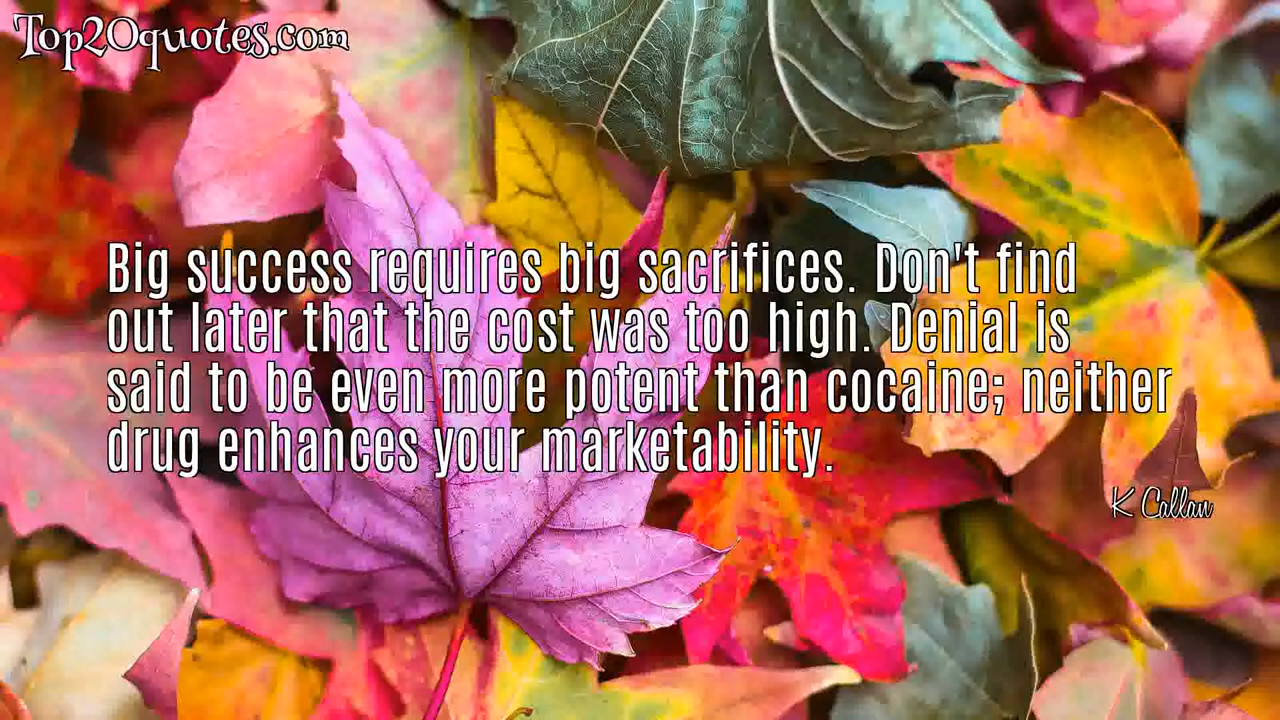 Top20quotes.com
Big success requires big sacrifices. Don't find
out later that the cost was too high. Denial is
said to be even more potent than cocaine; neither
drug enhances your marketability.
K Callan